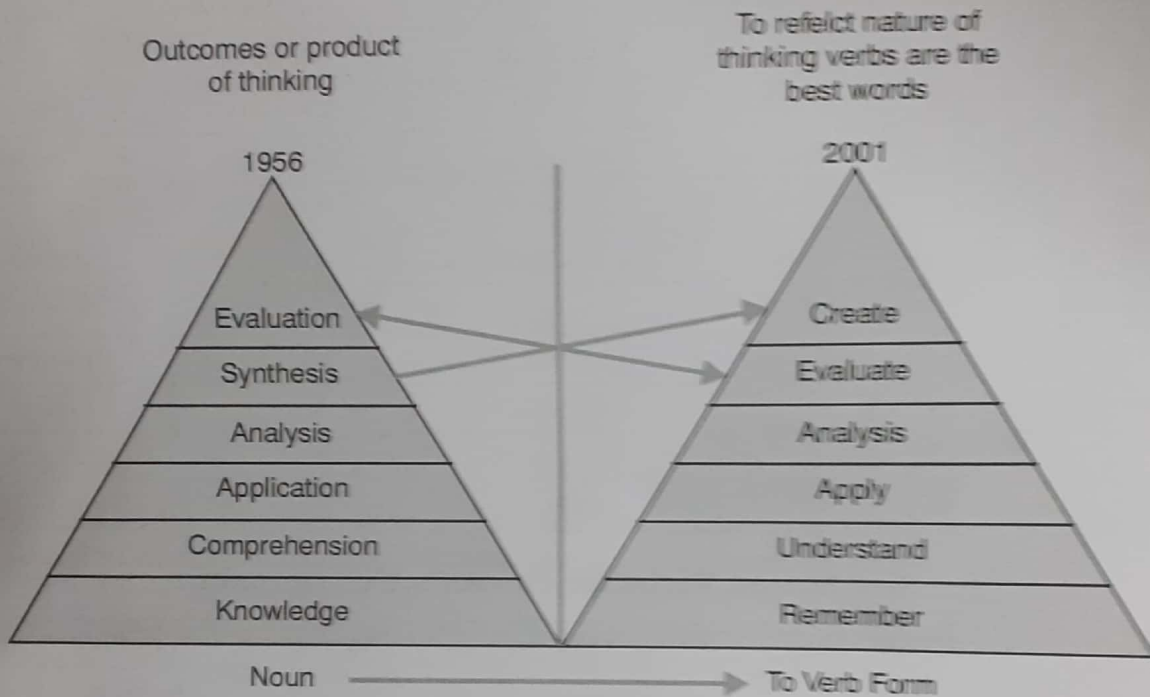 Outcomes or product
of thinking
To refelct nature of
thinking verbs are the
best words
1956
2001
Evaluation
Synthesis
Analysis
Application
Comprehension
Knowledge
Create
Evaluate
Analysis
Apply
Understand
Remember
Noun
To Verb Form